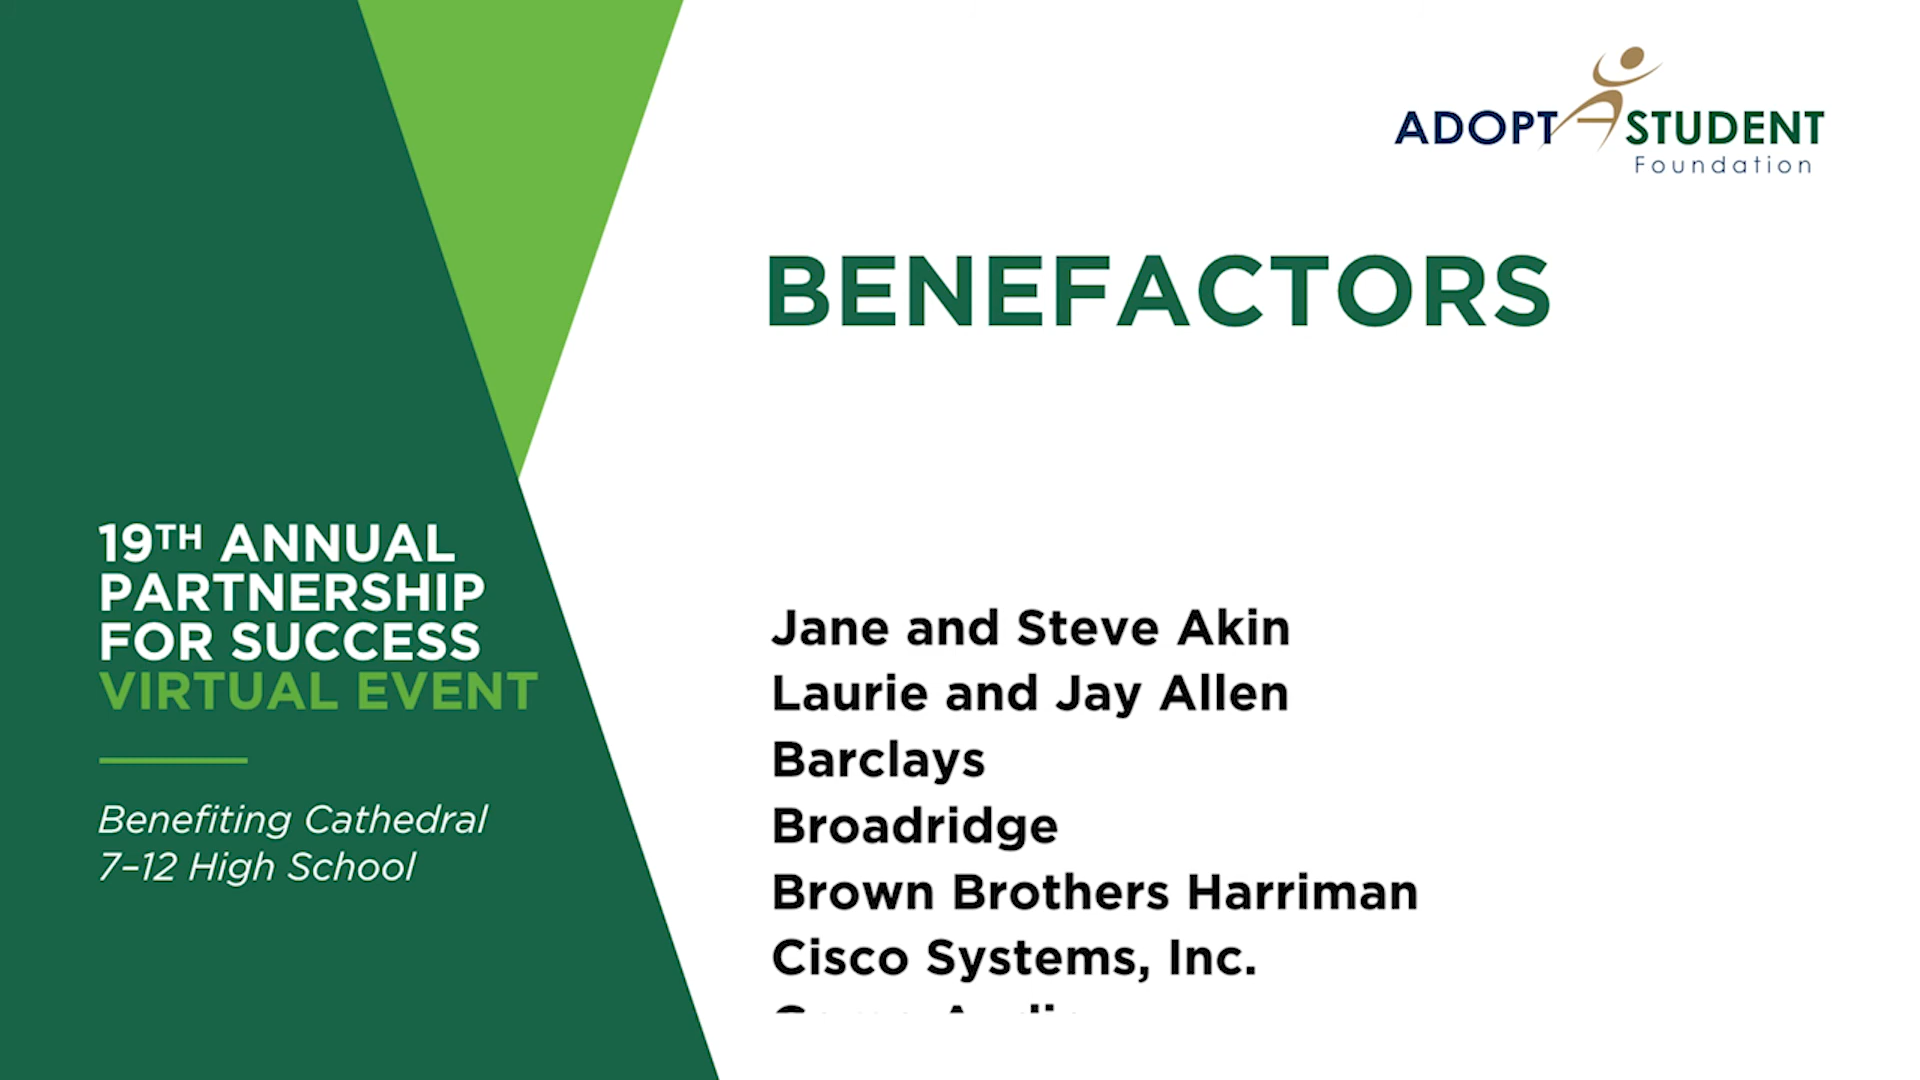 ADOPT A STUDENT
Foundation
BENEFACTORS
19TH ANNUAL
PARTNERSHIP
FOR SUCCESS
VIRTUAL EVENT
Benefiting Cathedral
7–12 High School
Jane and Steve Akin
Laurie and Jay Allen
Barclays
Broadridge
Brown Brothers Harriman
Cisco Systems, Inc.